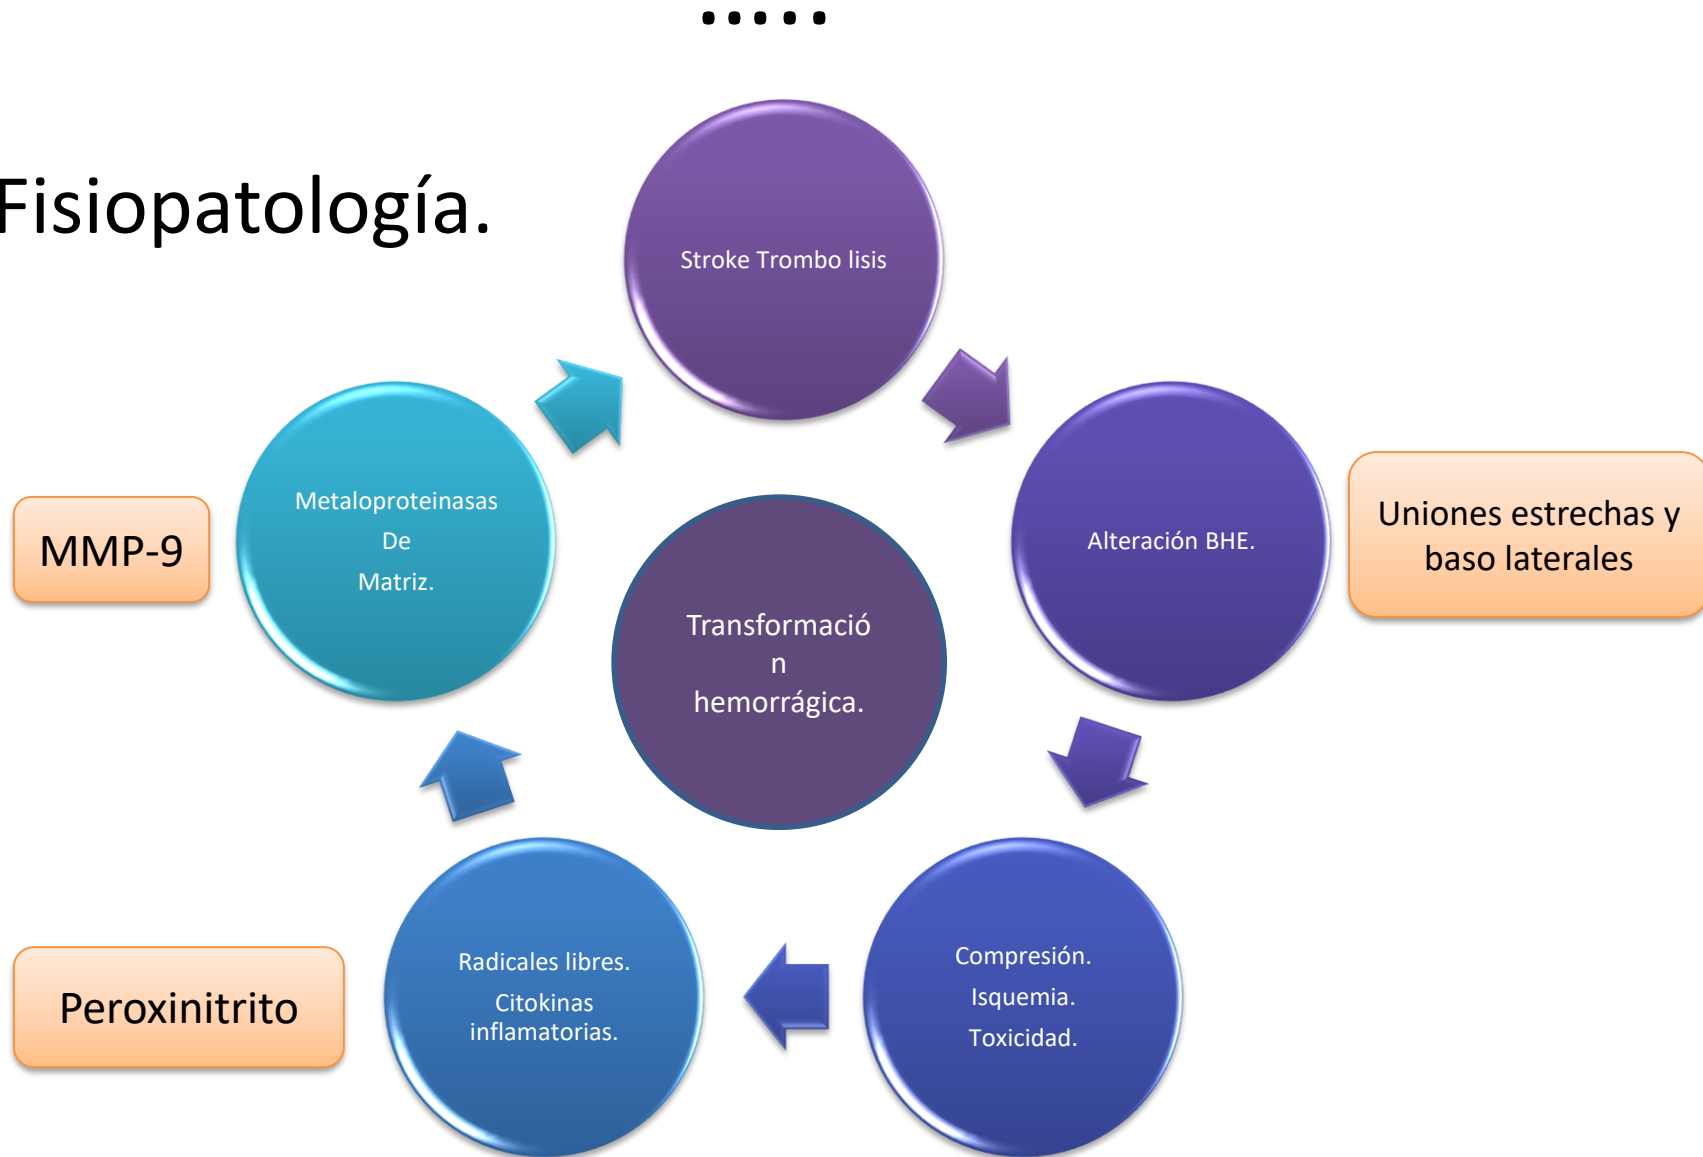 .....
Fisiopatología.
Stroke Trombo lisis
Metaloproteinasas
De
Matriz.
MMP-9
Alteración BHE.
Uniones estrechas y
baso laterales
Transformació
n
hemorrágica.
Radicales libres.
Citokinas
inflamatorias.
Peroxinitrito
Compresión.
Isquemia.
Toxicidad.